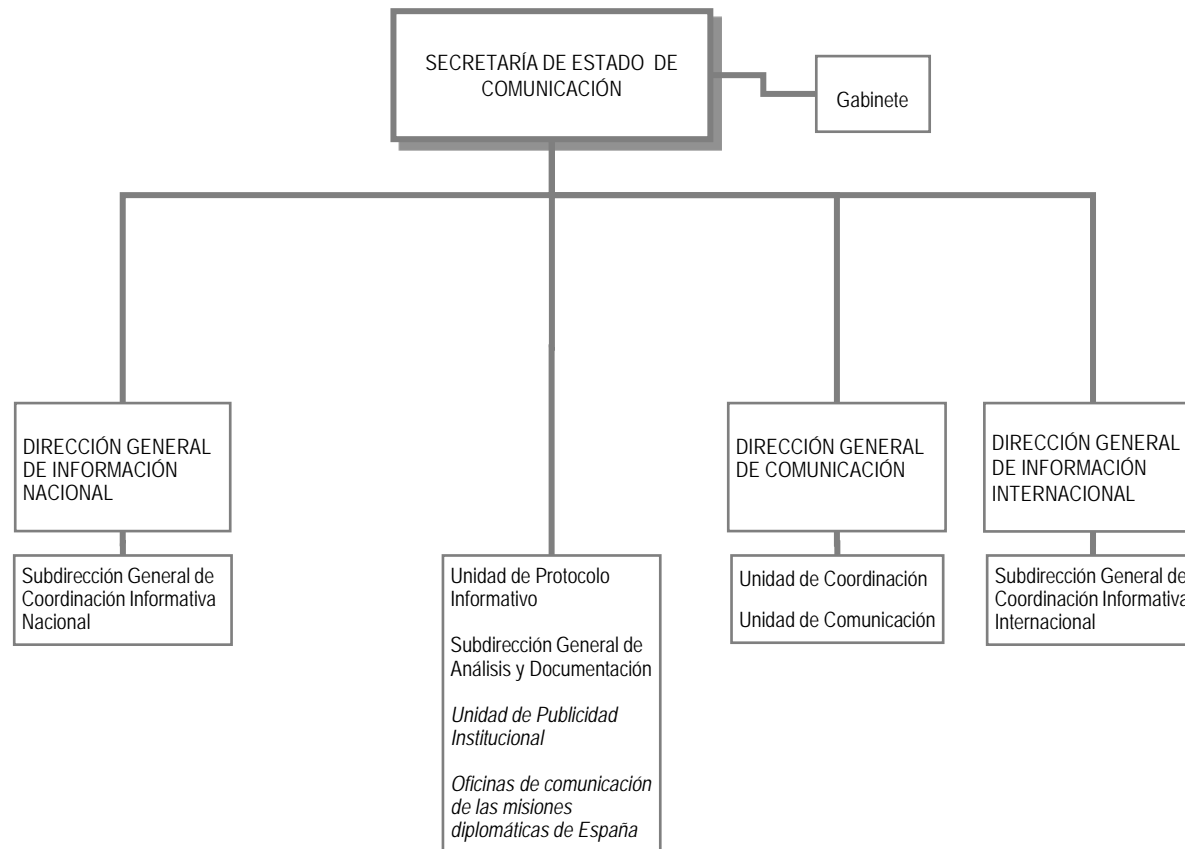 SECRETARÍA DE ESTADO DE
COMUNICACIÓN
Gabinete
DIRECCIÓN GENERAL
DE INFORMACIÓN
NACIONAL
Subdirección General de
Coordinación Informativa
Nacional
Unidad de Protocolo
Informativo
Subdirección General de
Análisis y Documentación
Unidad de Publicidad
Institucional
Oficinas de comunicación
de las misiones
diplomáticas de España
DIRECCIÓN GENERAL
DE COMUNICACIÓN
Unidad de Coordinación
Unidad de Comunicación
DIRECCIÓN GENERAL
DE INFORMACIÓN
INTERNACIONAL
Subdirección General de
Coordinación Informativa
Internacional